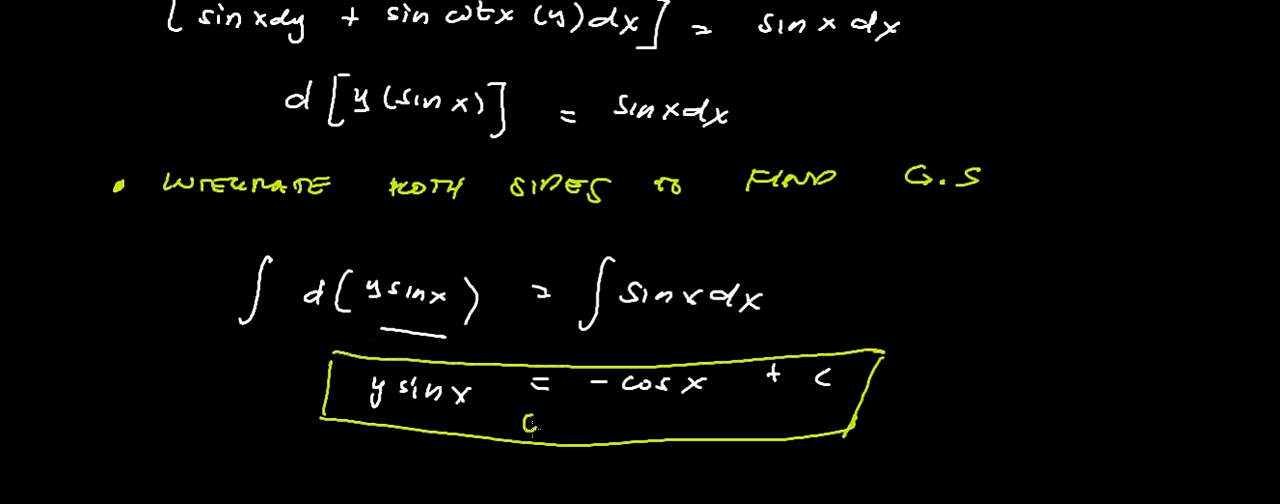 [sin x dy + sin x cot x (y) dx] = sin x dx
d [y (sin x)] = sin x dx
• INTEGRATE BOTH SIDES TO FIND G.S
∫ d (y sin x) = ∫ sin x dx
y sin x = - cos x + c
G